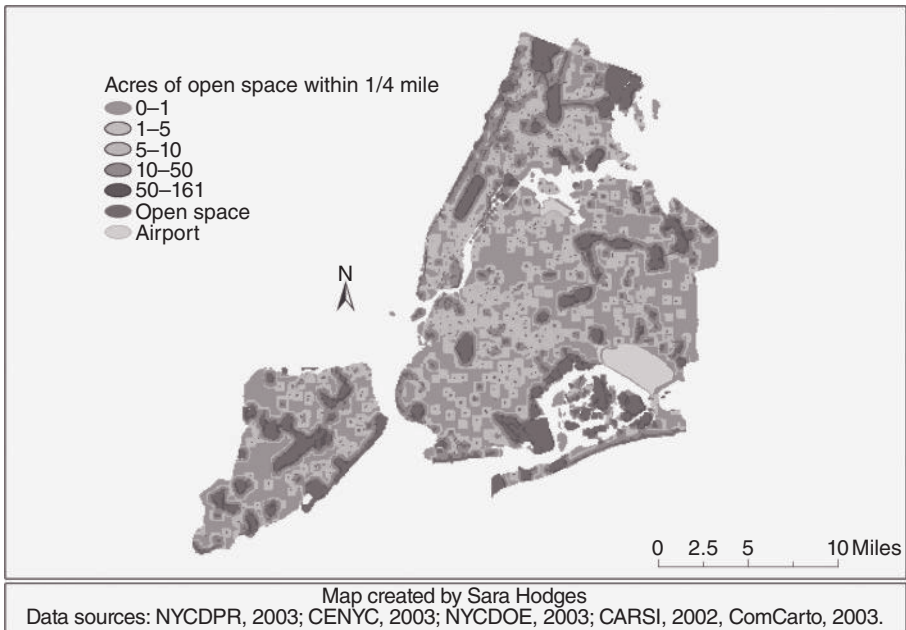 Acres of open space within 1/4 mile
0–1
1–5
5–10
10–50
50–161
Open space
Airport
N
0 2.5 5 10 Miles
Map created by Sara Hodges
Data sources: NYCDPR, 2003; CENYC, 2003; NYCDOE, 2003; CARSI, 2002, ComCarto, 2003.